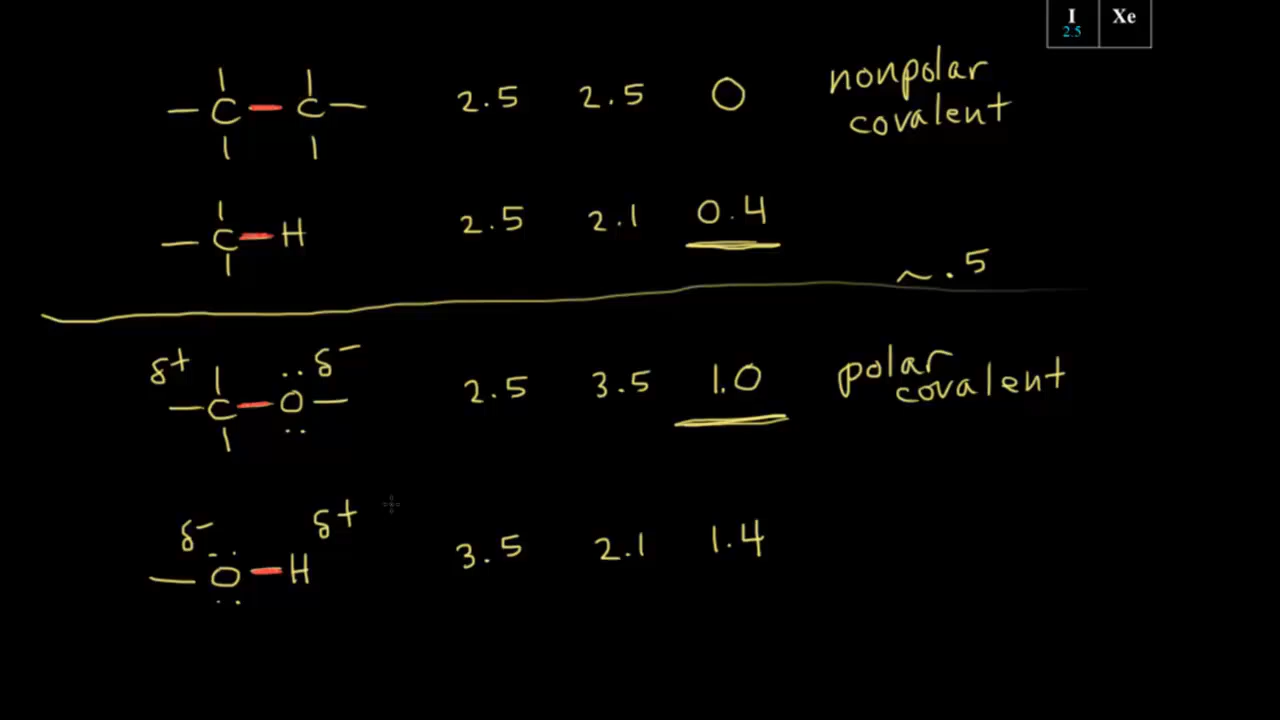 I Xe
2.5
C C 2.5 2.5 0 nonpolar
covalent
C H 2.5 2.1 0.4
~ .5
δ+ δ-
C O 2.5 3.5 1.0 polar
covalent
δ- δ+
O H 3.5 2.1 1.4